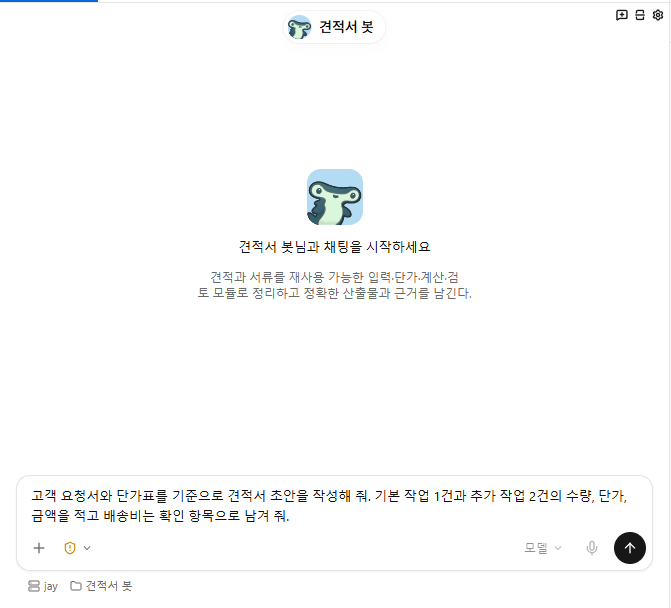 견적서 봇
견적서 봇님과 채팅을 시작하세요
견적과 서류를 재사용 가능한 입력·단가·계산·검
토 모듈로 정리하고 정확한 산출물과 근거를 남긴다.
고객 요청서와 단가표를 기준으로 견적서 초안을 작성해 줘. 기본 작업 1건과 추가 작업 2건의 수량, 단가,
금액을 적고 배송비는 확인 항목으로 남겨 줘.
모델
jay 견적서 봇